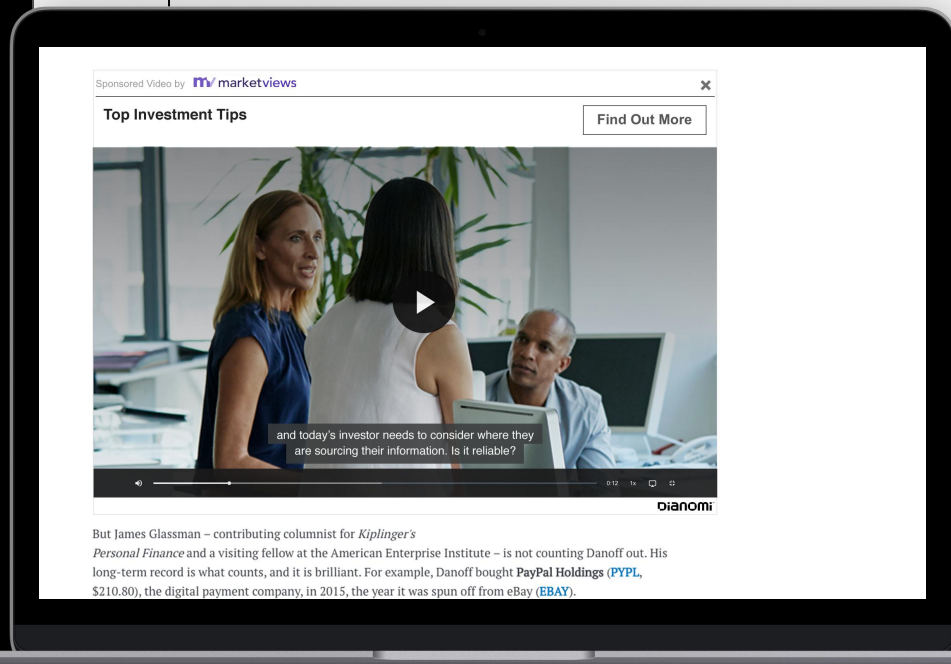 Sponsored Video by marketviews
Top Investment Tips
Find Out More
and today's investor needs to consider where they
are sourcing their information. Is it reliable?
0:12 1x
DIANOMI
But James Glassman – contributing columnist for Kiplinger's
Personal Finance and a visiting fellow at the American Enterprise Institute – is not counting Danoff out. His
long-term record is what counts, and it is brilliant. For example, Danoff bought PayPal Holdings (PYPL,
$210.80), the digital payment company, in 2015, the year it was spun off from eBay (EBAY).